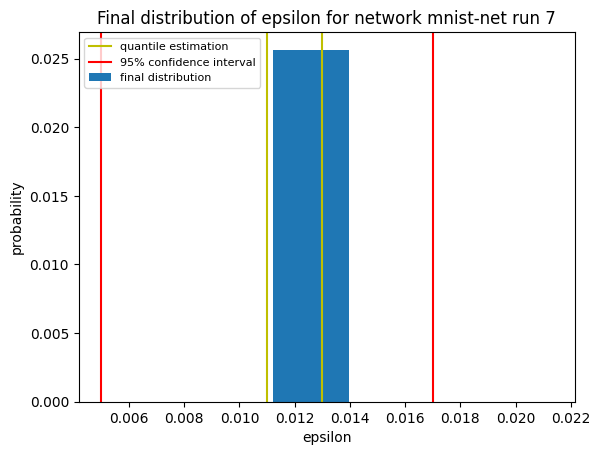 Final distribution of epsilon for network mnist-net run 7
quantile estimation
95% confidence interval
final distribution
probability
0.025
0.020
0.015
0.010
0.005
0.000
0.006 0.008 0.010 0.012 0.014 0.016 0.018 0.020 0.022
epsilon